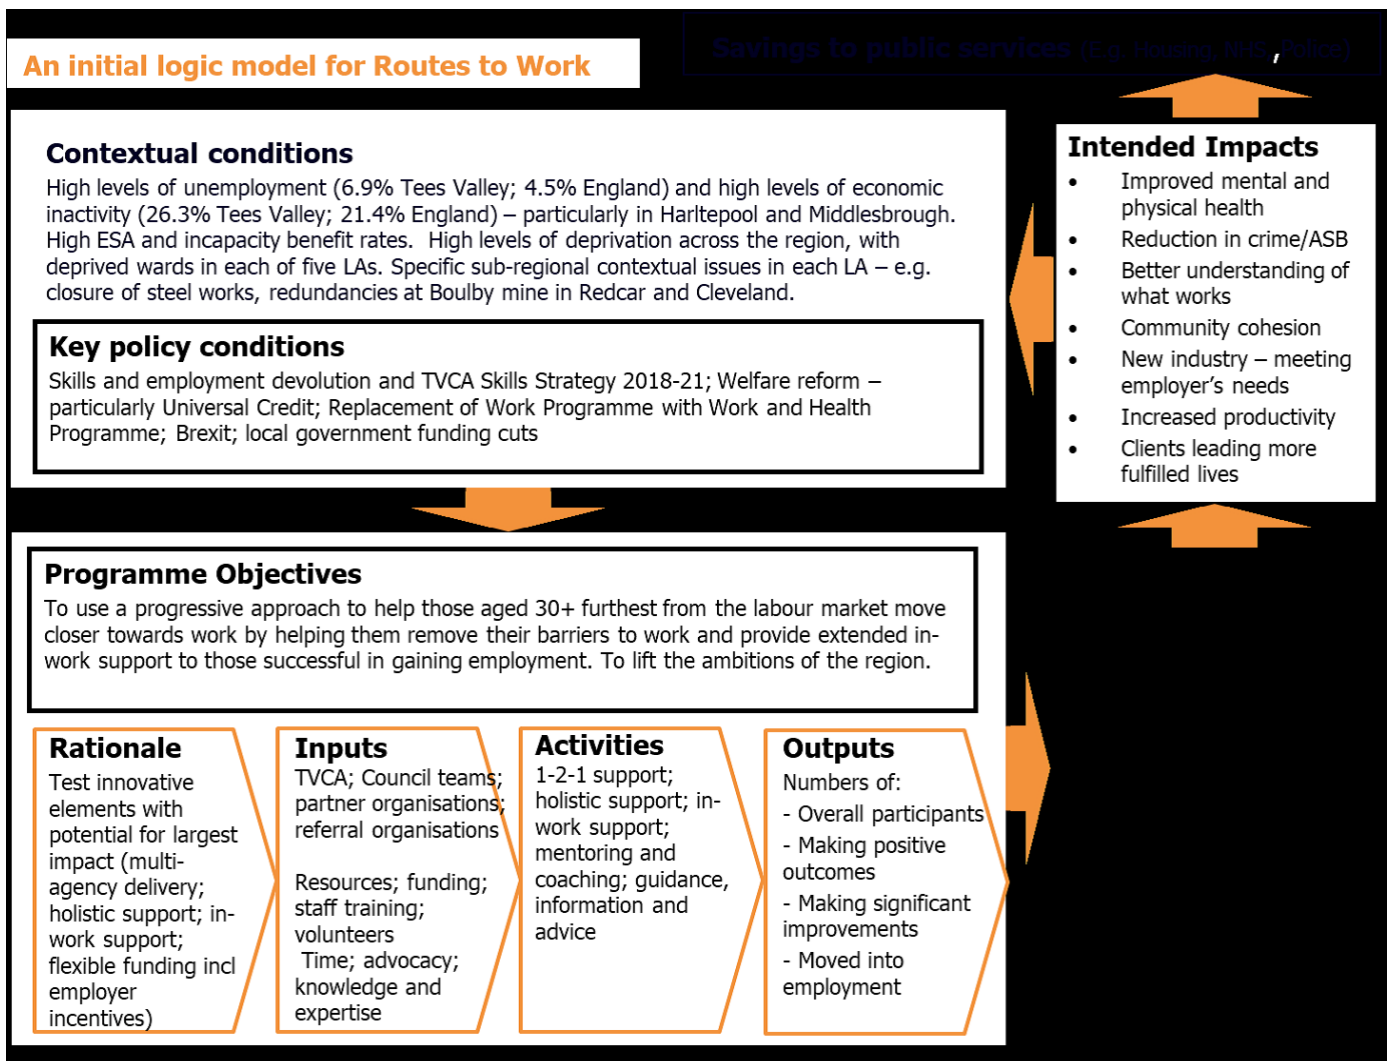 Savings to public services (E.g. Housing, NHS, Police)
An initial logic model for Routes to Work
Contextual conditions
High levels of unemployment (6.9% Tees Valley; 4.5% England) and high levels of economic
inactivity (26.3% Tees Valley; 21.4% England) – particularly in Harltepool and Middlesbrough.
High ESA and incapacity benefit rates.  High levels of deprivation across the region, with
deprived wards in each of five LAs. Specific sub-regional contextual issues in each LA – e.g.
closure of steel works, redundancies at Boulby mine in Redcar and Cleveland.
Key policy conditions
Skills and employment devolution and TVCA Skills Strategy 2018-21; Welfare reform –
particularly Universal Credit; Replacement of Work Programme with Work and Health
Programme; Brexit; local government funding cuts
Intended Impacts
• Improved mental and
physical health
• Reduction in crime/ASB
• Better understanding of
what works
• Community cohesion
• New industry – meeting
employer's needs
• Increased productivity
• Clients leading more
fulfilled lives
Programme Objectives
To use a progressive approach to help those aged 30+ furthest from the labour market move
closer towards work by helping them remove their barriers to work and provide extended in-
work support to those successful in gaining employment. To lift the ambitions of the region.
Rationale
Test innovative
elements with
potential for largest
impact (multi-
agency delivery;
holistic support; in-
work support;
flexible funding incl
employer
incentives)
Inputs
TVCA; Council teams;
partner organisations;
referral organisations
Resources; funding;
staff training;
volunteers
Time; advocacy;
knowledge and
expertise
Activities
1-2-1 support;
holistic support; in-
work support;
mentoring and
coaching; guidance,
information and
advice
Outputs
Numbers of:
- Overall participants
- Making positive
outcomes
- Making significant
improvements
- Moved into
employment